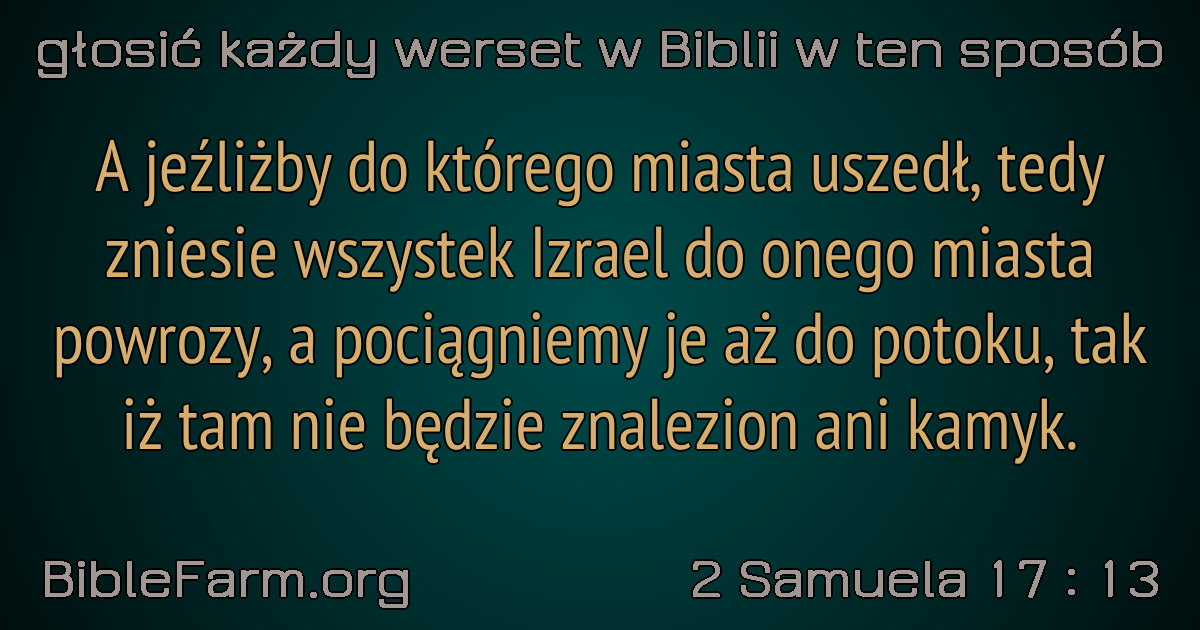 głosić każdy werset w Biblii w ten sposób
A jeźliżby do którego miasta uszedł, tedy
zniesie wszystek Izrael do onego miasta
powrozy, a pociągniemy je aż do potoku, tak
iż tam nie będzie znalezion ani kamyk.
BibleFarm.org
2 Samuela 17 : 13